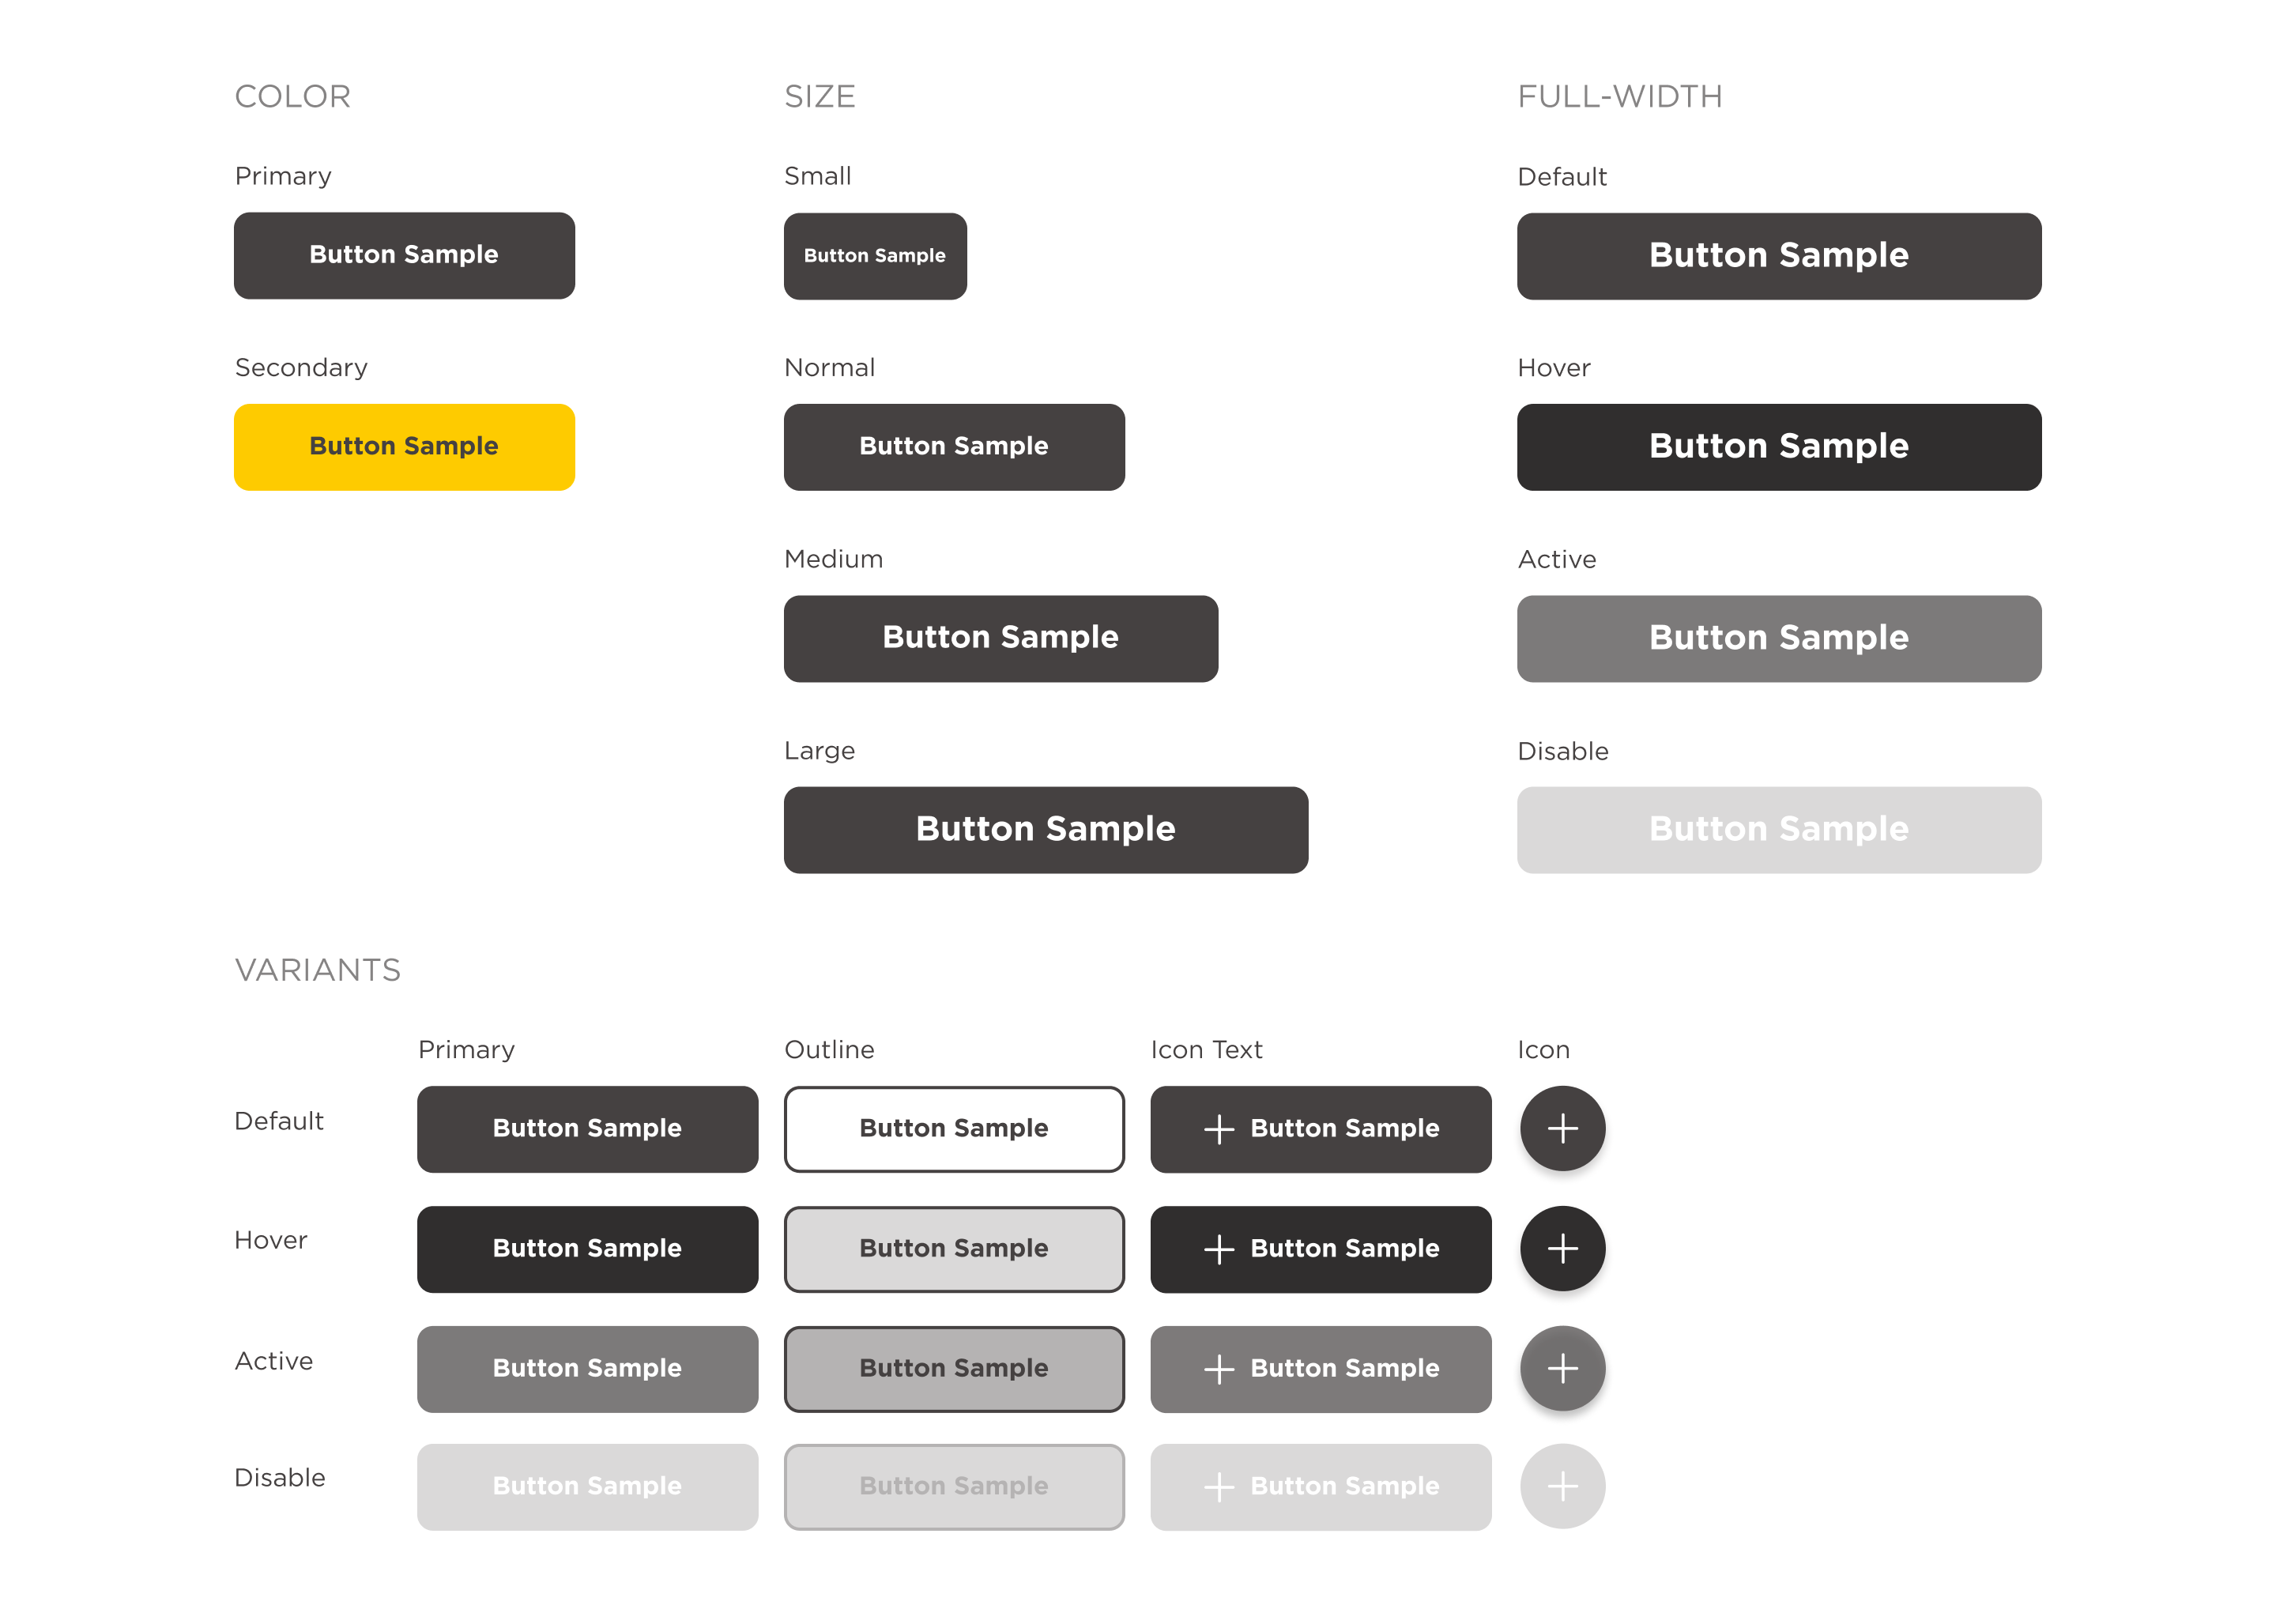 COLOR
Primary
Button Sample
Secondary
Button Sample
SIZE
Small
Button Sample
Normal
Button Sample
Medium
Button Sample
Large
Button Sample
FULL-WIDTH
Default
Button Sample
Hover
Button Sample
Active
Button Sample
Disable
Button Sample
VARIANTS
Primary Outline Icon Text Icon
Default Button Sample Button Sample Button Sample
Hover Button Sample Button Sample Button Sample
Active Button Sample Button Sample Button Sample
Disable Button Sample Button Sample Button Sample